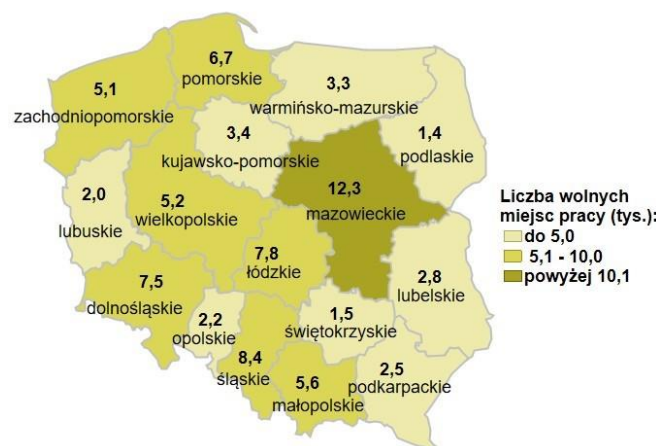 6,7
pomorskie
5,1
zachodniopomorskie
3,3
warmińsko-mazurskie
3,4
kujawsko-pomorskie
1,4
podlaskie
2,0
lubuskie
5,2
wielkopolskie
12,3
mazowieckie
Liczba wolnych
miejsc pracy (tys.):
do 5,0
5,1 - 10,0
powyżej 10,1
7,8
łódzkie
7,5
dolnośląskie
2,8
lubelskie
2,2
opolskie
1,5
świętokrzyskie
8,4
śląskie
5,6
małopolskie
2,5
podkarpackie